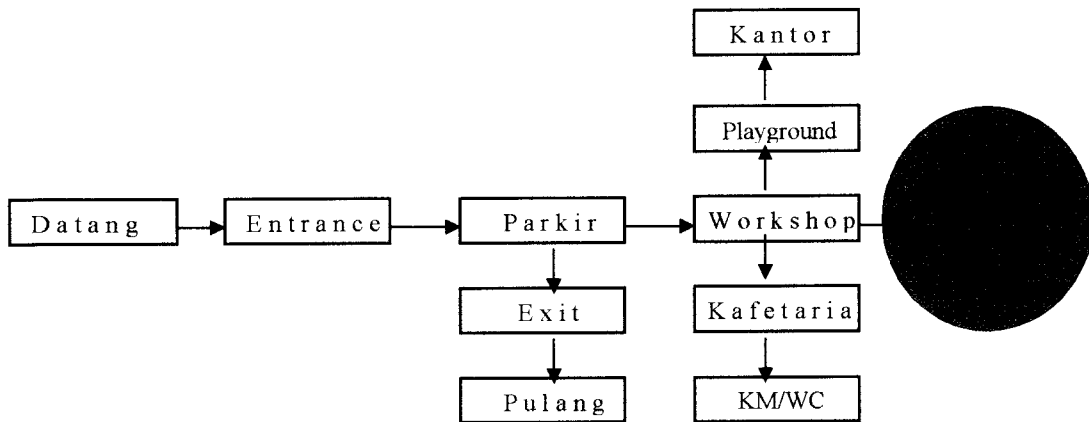 Kantor
Playground
Datang
Entrance
Parkir
Workshop
Exit
Kafetaria
Pulang
KM/WC